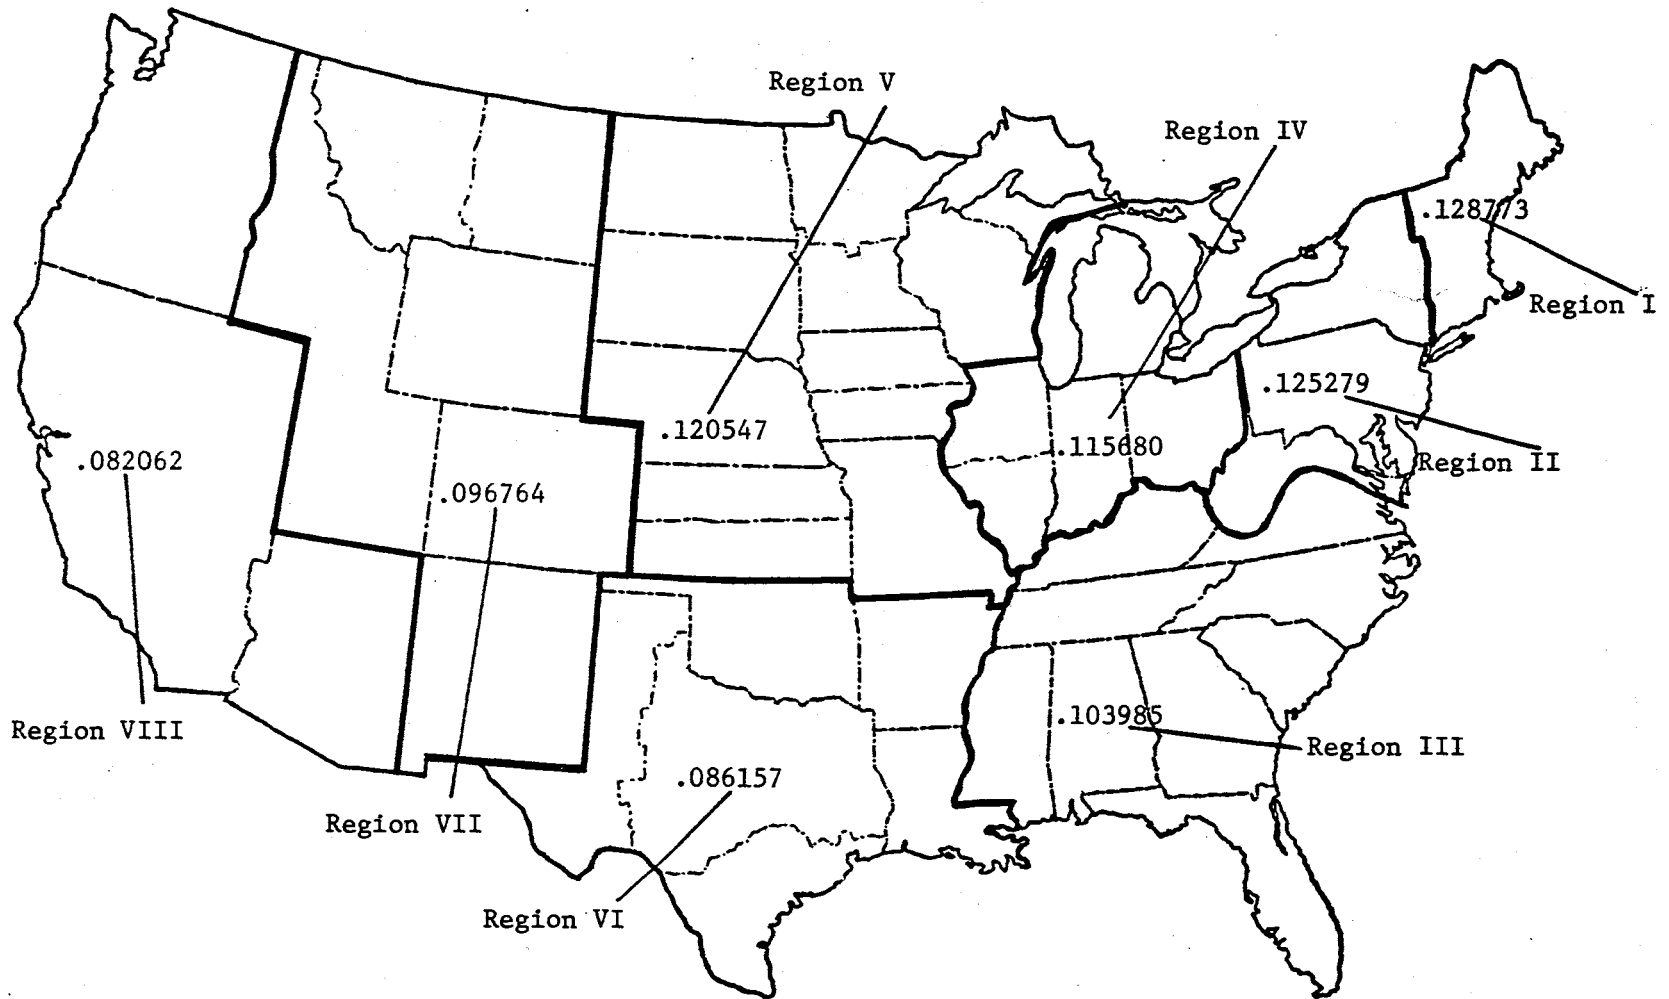 Region V
Region IV
.128773
Region I
.125279
.120547
.115680
.082062
Region II
.096764
.103985
Region VIII
Region III
.086157
Region VII
Region VI